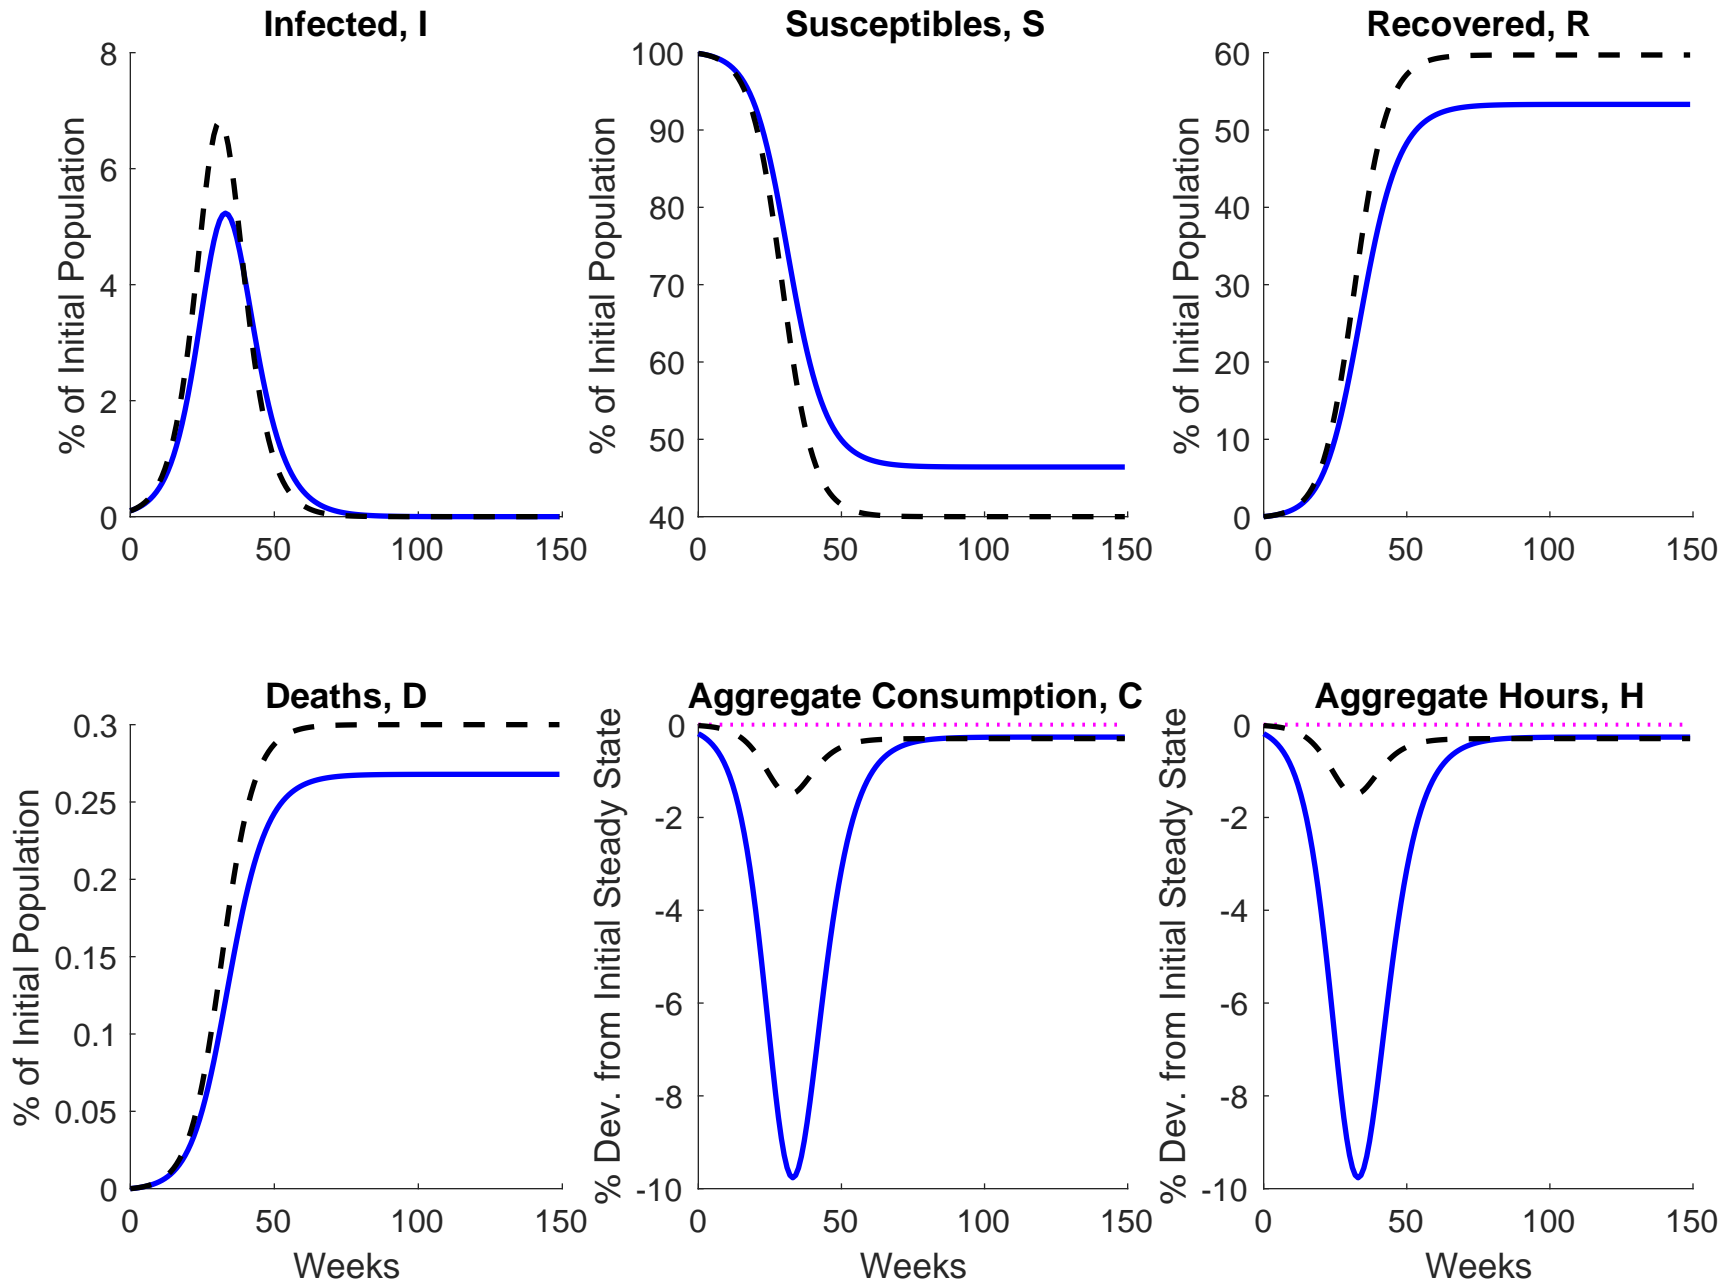 Infected, I
% of Initial Population
8
6
4
2
0
0 50 100 150
Susceptibles, S
% of Initial Population
100
90
80
70
60
50
40
0 50 100 150
Recovered, R
% of Initial Population
60
50
40
30
20
10
0
0 50 100 150
Deaths, D
% of Initial Population
0.3
0.25
0.2
0.15
0.1
0.05
0
0 50 100 150
Weeks
Aggregate Consumption, C
% Dev. from Initial Steady State
0
-2
-4
-6
-8
-10
0 50 100 150
Weeks
Aggregate Hours, H
% Dev. from Initial Steady State
0
-2
-4
-6
-8
-10
0 50 100 150
Weeks